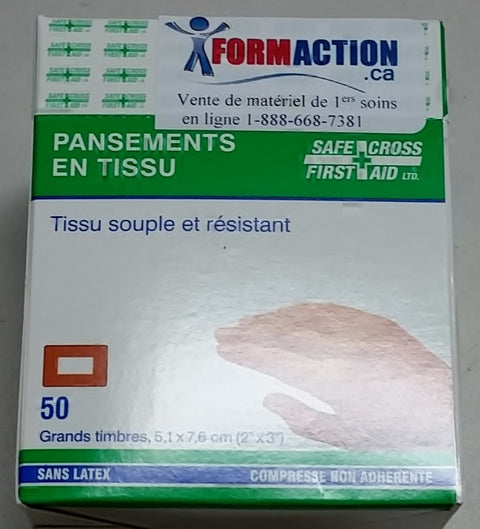 FORMACTION
.ca
Vente de matériel de 1ers soins
en ligne 1-888-668-7381
PANSEMENTS
EN TISSU
SAFE CROSS
FIRST AID LTD.
Tissu souple et résistant
50
Grands timbres, 5,1 x 7,6 cm (2" x 3")
SANS LATEX
COMPRESSE NON ADHÉRENTE